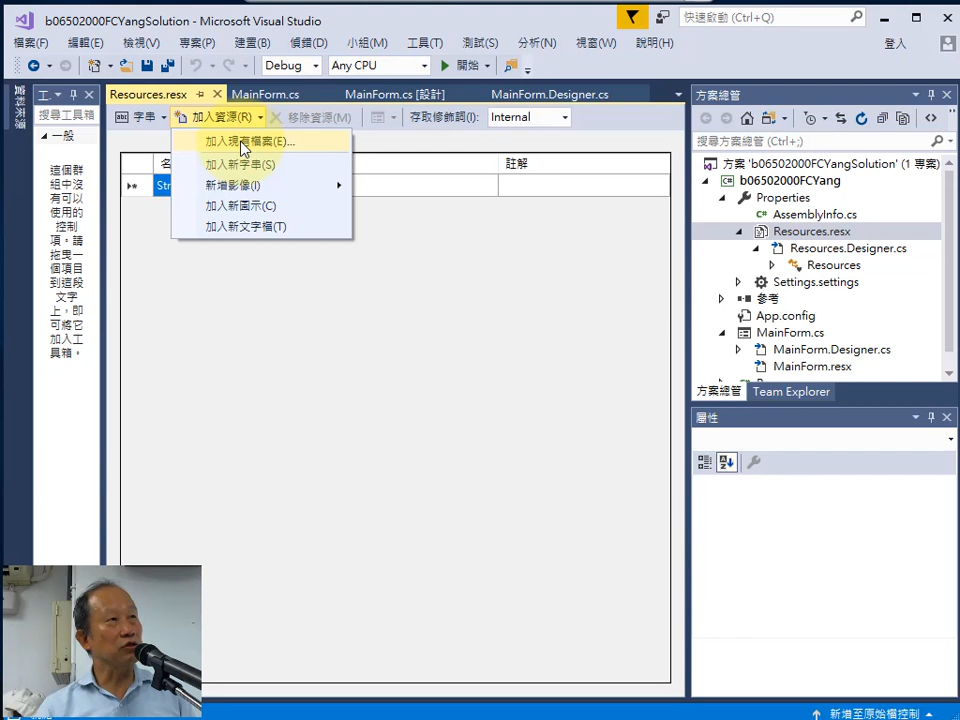 b06502000FCYangSolution - Microsoft Visual Studio
快速啟動 (Ctrl+Q)
檔案(F) 編輯(E) 檢視(V) 專案(P) 建置(B) 偵錯(D) 小組(M) 工具(T) 測試(S) 分析(N) 視窗(W) 說明(H)
登入
Debug Any CPU 開始
資料來源
工...
Resources.resx MainForm.cs MainForm.cs [設計] MainForm.Designer.cs
搜尋工具箱
字串 加入資源(R) 移除資源(M) 存取修飾詞(I): Internal
一般
這個群
組中沒
有可以
使用的
控制
項。請
拖曳一
個項目
到這段
文字
上，即
可將它
加入工
具箱。
加入現有檔案(E)...
加入新字串(S)
新增影像(I)
加入新圖示(C)
加入新文字檔(T)
名
註解
Str
方案總管
搜尋方案總管 (Ctrl+;)
方案 'b06502000FCYangSolution' (1 專案)
b06502000FCYang
Properties
AssemblyInfo.cs
Resources.resx
Resources.Designer.cs
Resources
Settings.settings
參考
App.config
MainForm.cs
MainForm.Designer.cs
MainForm.resx
方案總管 Team Explorer
屬性
新增至原始檔控制